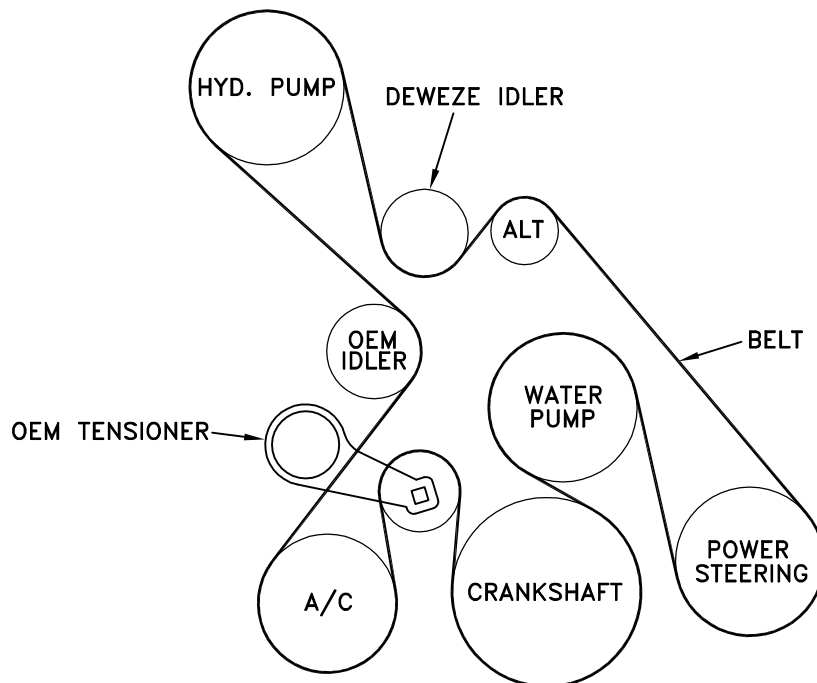 HYD. PUMP
DEWEZE IDLER
ALT
OEM
IDLER
BELT
WATER
PUMP
OEM TENSIONER
POWER
STEERING
A/C
CRANKSHAFT